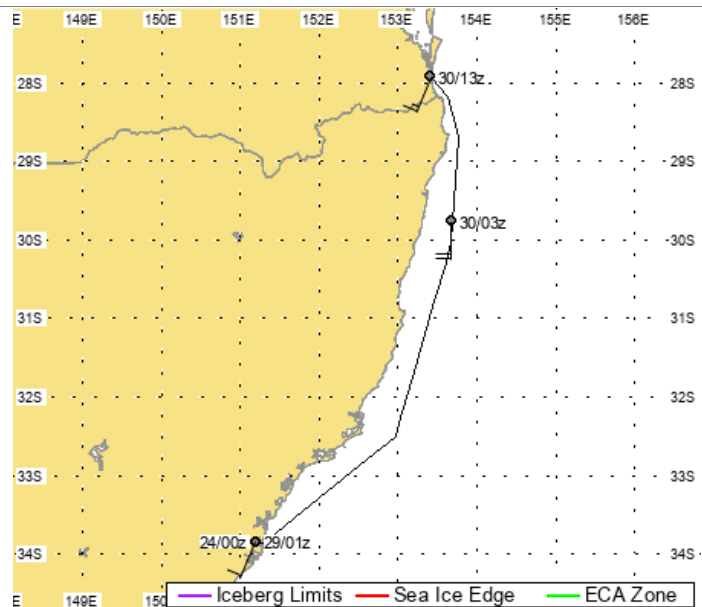 E 149E 150E 151E 152E 153E 154E 155E 156E
30/13z
28S 28S
29S 29S
30/03z
30S 30S
31S 31S
32S 32S
33S 33S
24/00z 29/01z
34S 34S
E 149E 150
Iceberg Limits Sea Ice Edge ECA Zone